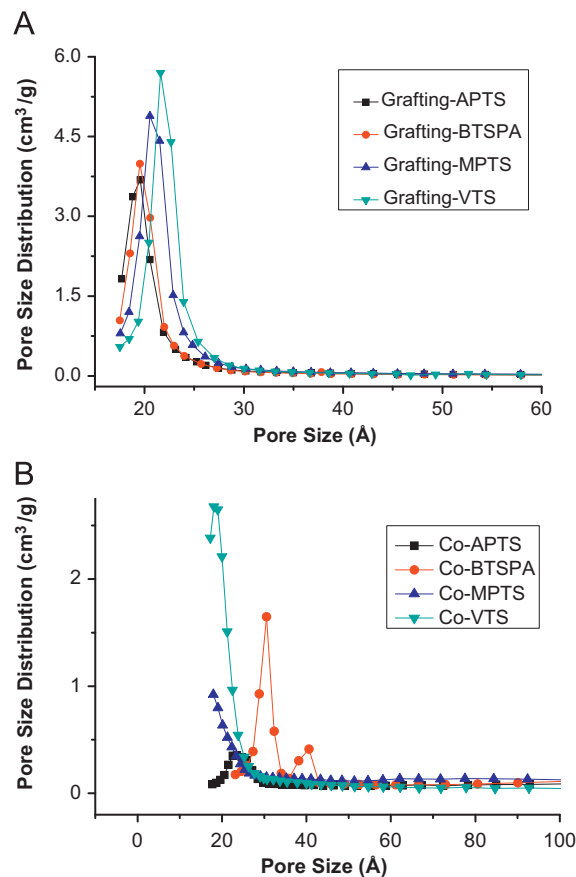 A
Pore Size Distribution (cm³/g)
6.0
4.5
3.0
1.5
0.0
Grafting-APTS
Grafting-BTSPA
Grafting-MPTS
Grafting-VTS
20 30 40 50 60
Pore Size (Å)
B
Pore Size Distribution (cm³/g)
2
1
0
Co-APTS
Co-BTSPA
Co-MPTS
Co-VTS
0 20 40 60 80 100
Pore Size (Å)